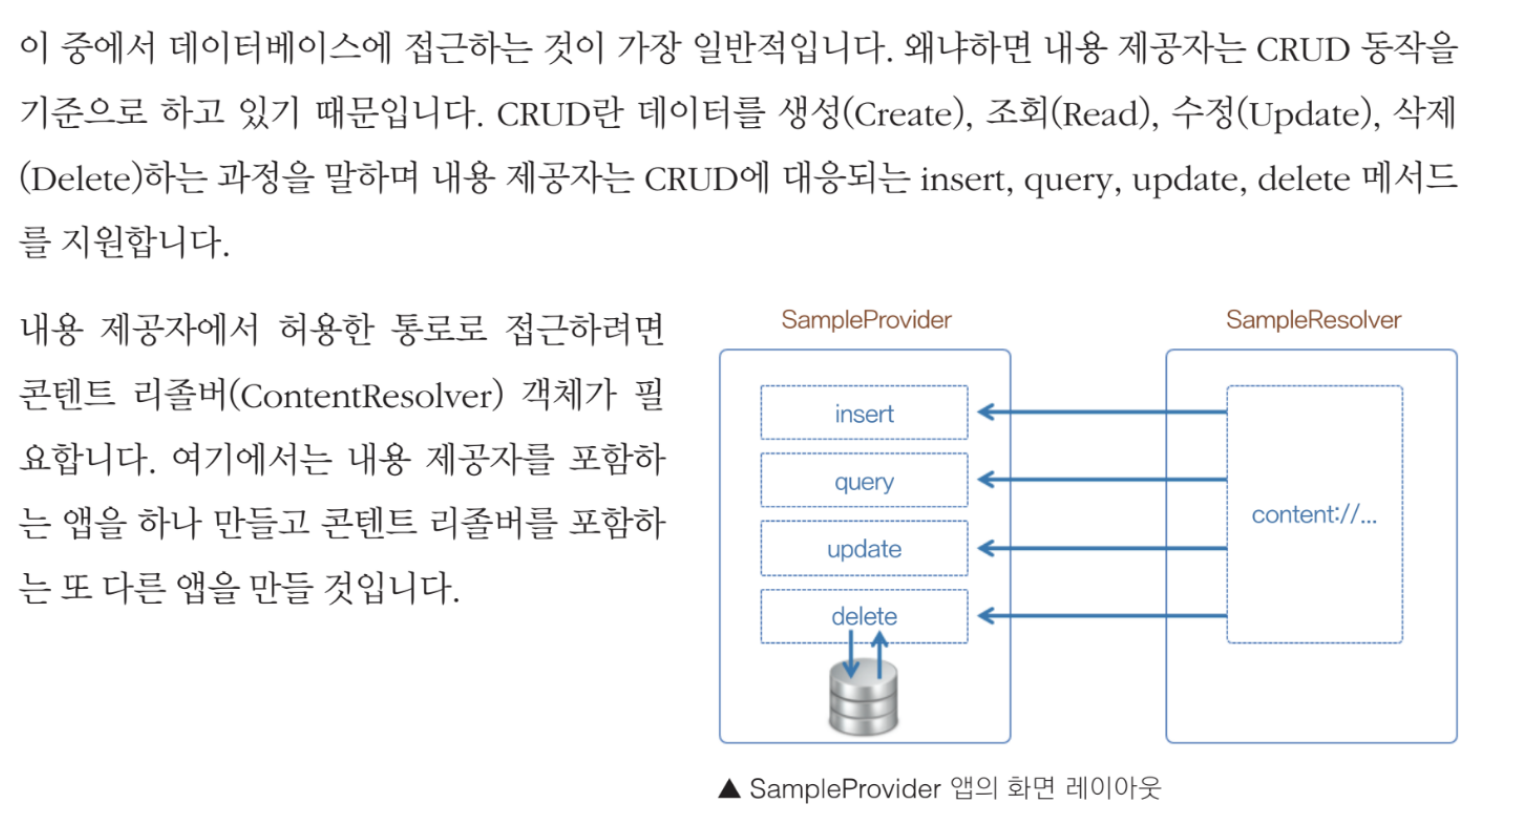 이 중에서 데이터베이스에 접근하는 것이 가장 일반적입니다. 왜냐하면 내용 제공자는 CRUD 동작을
기준으로 하고 있기 때문입니다. CRUD란 데이터를 생성(Create), 조회(Read), 수정(Update), 삭제
(Delete)하는 과정을 말하며 내용 제공자는 CRUD에 대응되는 insert, query, update, delete 메서드
를 지원합니다.
내용 제공자에서 허용한 통로로 접근하려면
콘텐트 리졸버(ContentResolver) 객체가 필
요합니다. 여기에서는 내용 제공자를 포함하
는 앱을 하나 만들고 콘텐트 리졸버를 포함하
는 또 다른 앱을 만들 것입니다.
SampleProvider
insert
query
update
delete
SampleResolver
content://...
▲ SampleProvider 앱의 화면 레이아웃